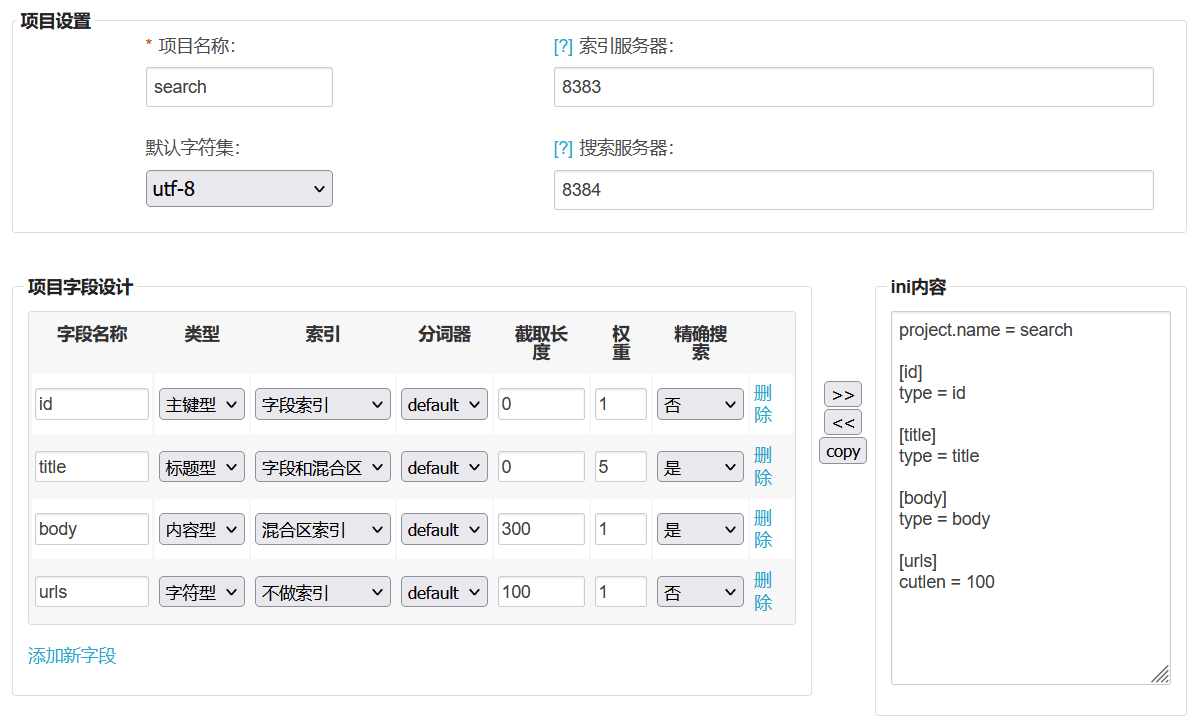 项目设置
* 项目名称:
[?] 索引服务器:
search
8383
默认字符集:
[?] 搜索服务器:
utf-8
8384
项目字段设计
字段名称 类型 索引 分词器 截取长度 权重 精确搜索
id 主键型 字段索引 default 0 1 否 删除
title 标题型 字段和混合区 default 0 5 是 删除
body 内容型 混合区索引 default 300 1 是 删除
urls 字符型 不做索引 default 100 1 否 删除
添加新字段
>>
<<
copy
ini内容
project.name = search
[id]
type = id
[title]
type = title
[body]
type = body
[urls]
cutlen = 100